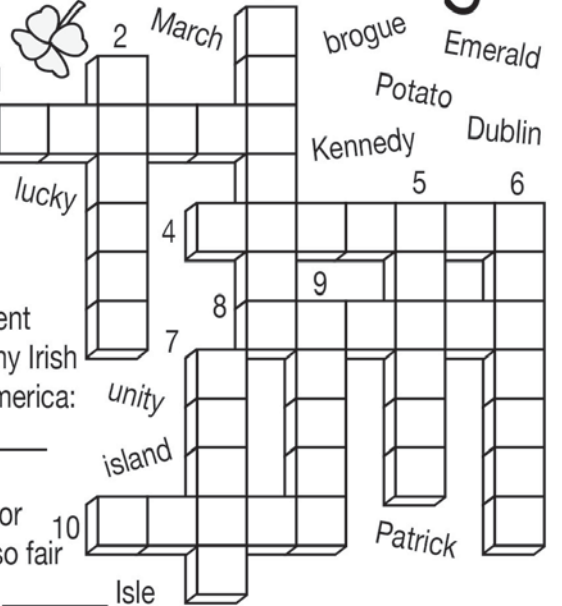 2
March
brogue
Emerald
Potato
Kennedy
Dublin
lucky
5
6
4
9
8
7
ent
ny Irish
merica:
unity
island
or
10
so fair
Patrick
Isle